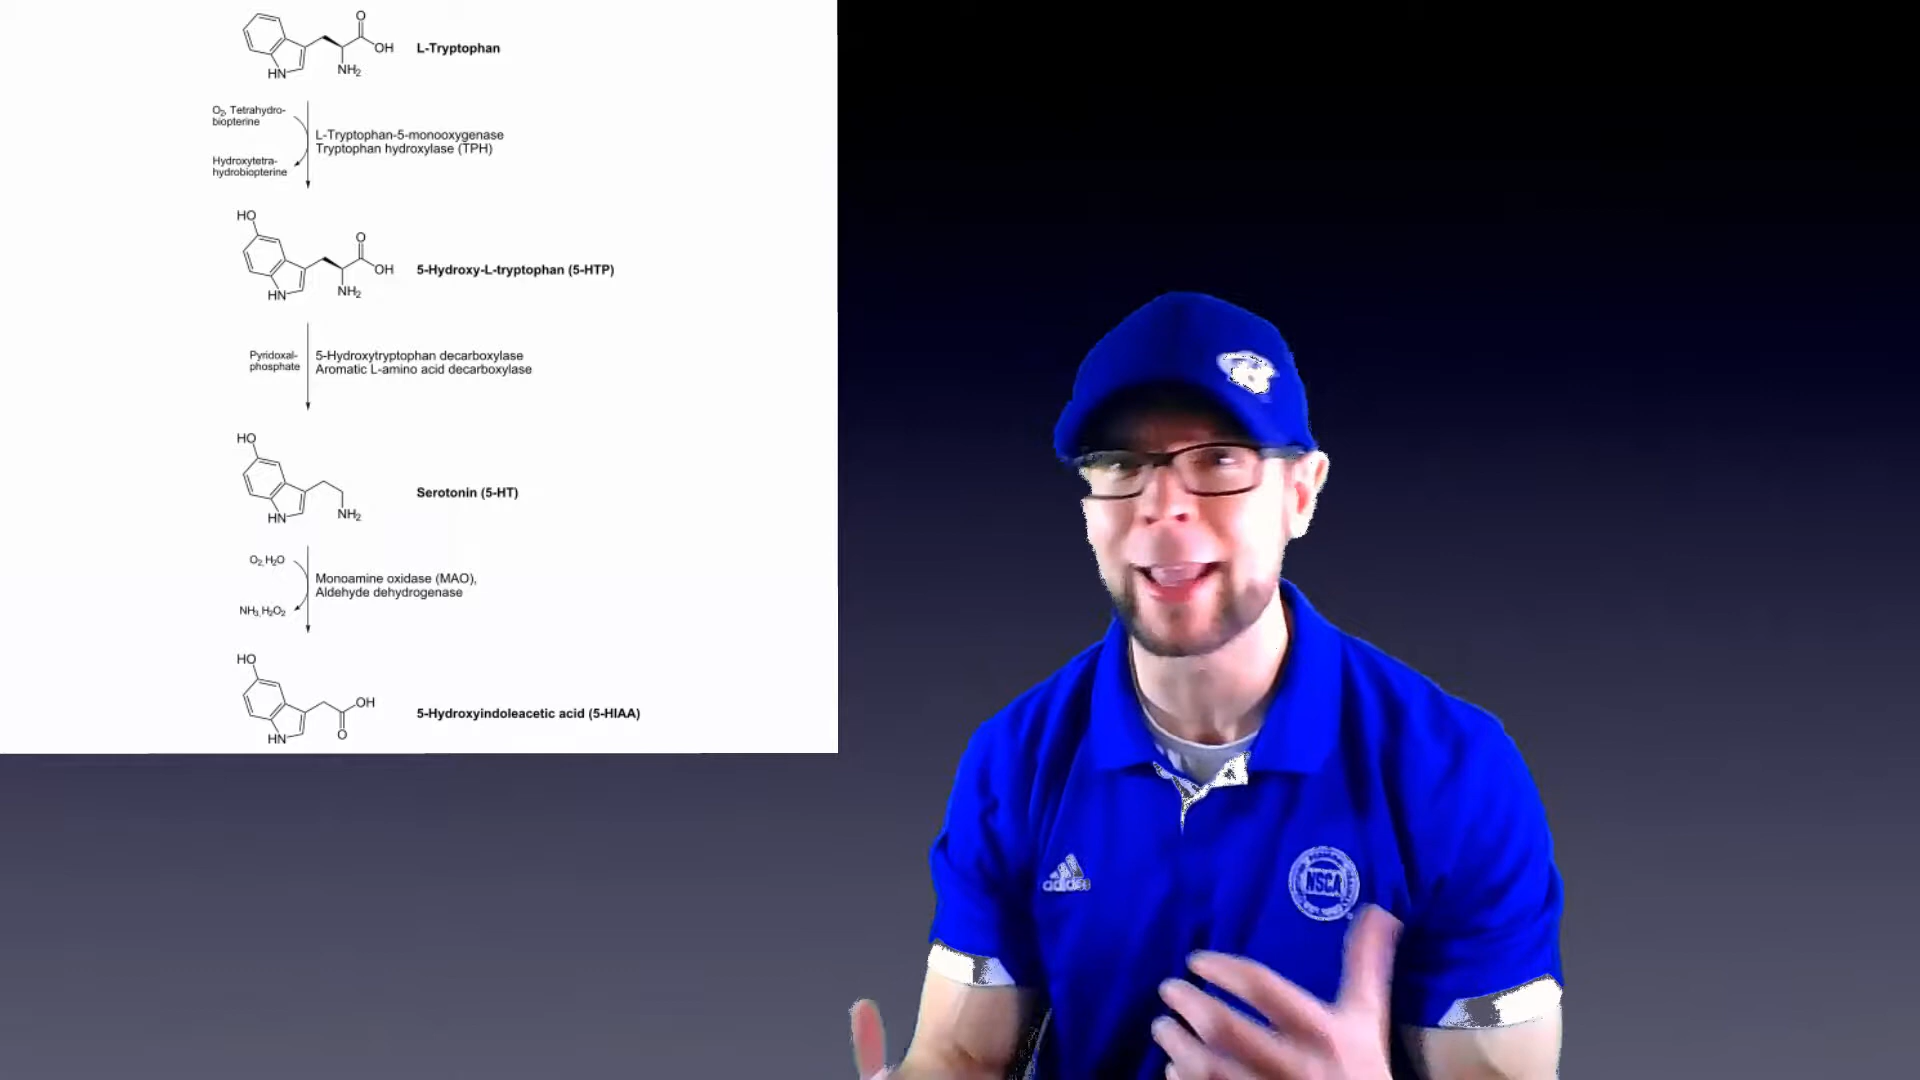 O
OH
L-Tryptophan
HN
NH2
O2, Tetrahydro-
biopterine
L-Tryptophan-5-monooxygenase
Tryptophan hydroxylase (TPH)
Hydroxytetra-
hydrobiopterine
HO
O
OH
5-Hydroxy-L-tryptophan (5-HTP)
HN
NH2
Pyridoxal-
phosphate
5-Hydroxytryptophan decarboxylase
Aromatic L-amino acid decarboxylase
HO
Serotonin (5-HT)
HN
NH2
O2, H2O
Monoamine oxidase (MAO),
Aldehyde dehydrogenase
NH3, H2O2
HO
OH
5-Hydroxyindoleacetic acid (5-HIAA)
HN
O
adidas
NSCA